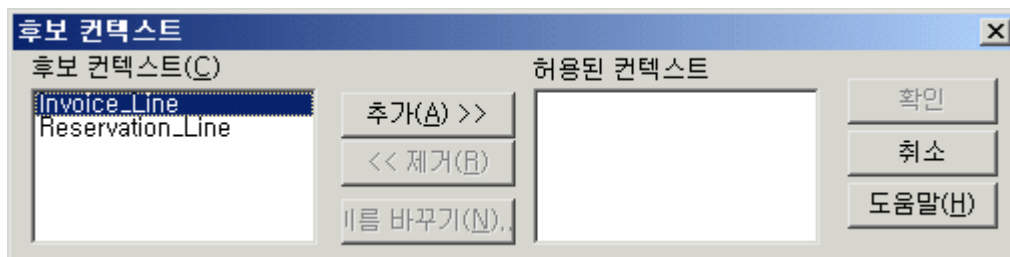 후보 컨텍스트
후보 컨텍스트(C)
허용된 컨텍스트
Invoice_Line
Reservation_Line
추가(A) >>
<< 제거(R)
이름 바꾸기(N)..
확인
취소
도움말(H)